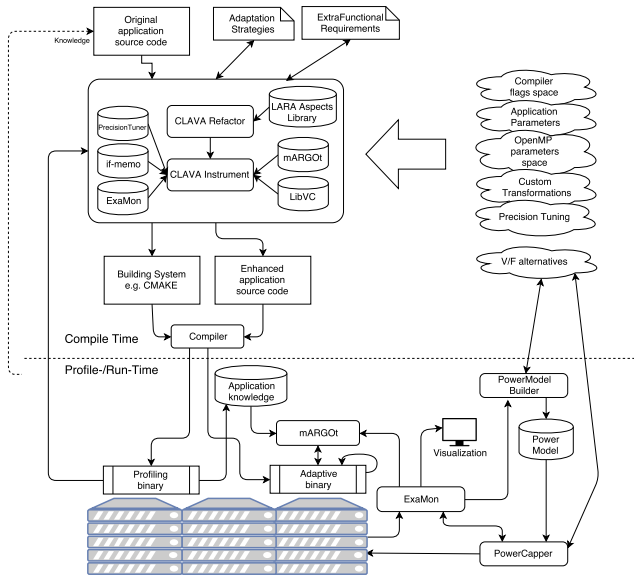 Original
application
source code
Adaptation
Strategies
ExtraFunctional
Requirements
Knowledge
LARA Aspects
Library
CLAVA Refactor
PrecisionTuner
if-memo
mARGOt
CLAVA Instrument
ExaMon
LibVC
Compiler
flags space
Application
Parameters
OpenMP
parameters
space
Custom
Transformations
Precision Tuning
V/F alternatives
Building System
e.g. CMAKE
Enhanced
application
source code
Compiler
Compile Time
Profile-/Run-Time
Application
knowledge
PowerModel
Builder
mARGOt
Visualization
Power
Model
Profiling
binary
Adaptive
binary
ExaMon
PowerCapper